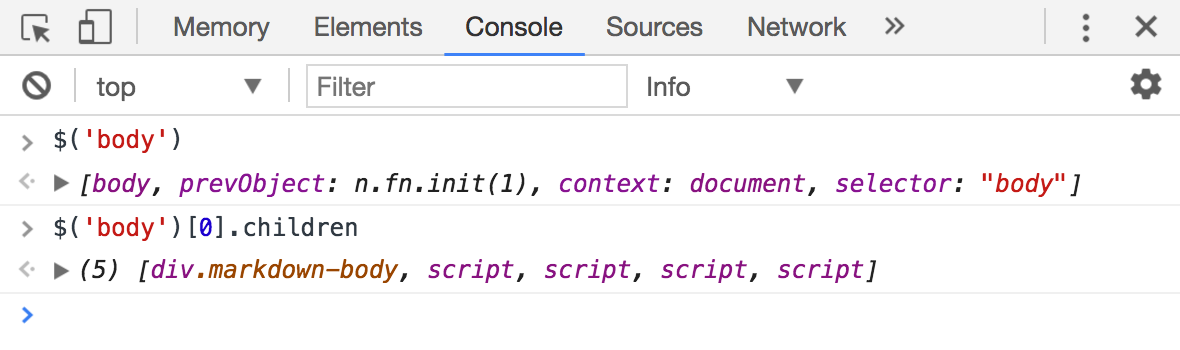 Memory Elements Console Sources Network
top Filter Info
$('body')
[body, prevObject: n.fn.init(1), context: document, selector: "body"]
$('body')[0].children
(5) [div.markdown-body, script, script, script, script]